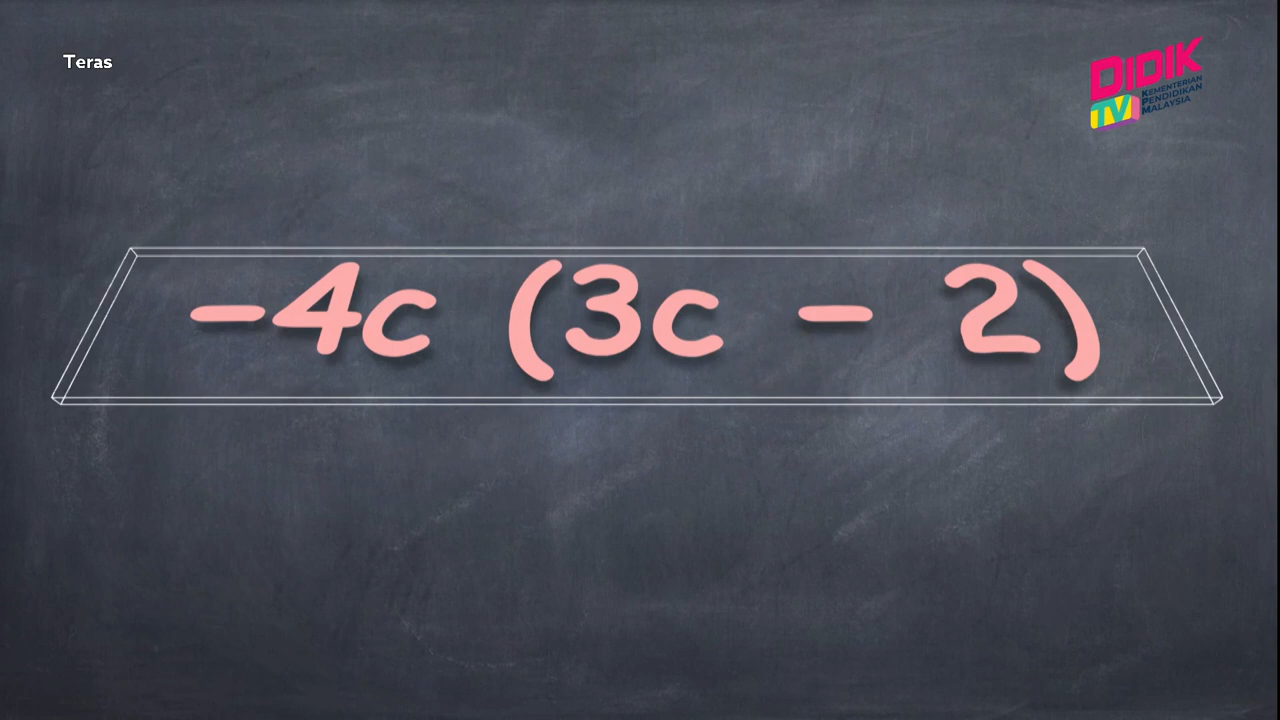 Teras
DIDIK
TV
KEMENTERIAN
PENDIDIKAN
MALAYSIA
-4c (3c - 2)